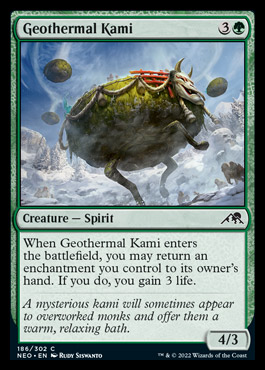 Geothermal Kami 3
Creature — Spirit
When Geothermal Kami enters
the battlefield, you may return an
enchantment you control to its owner's
hand. If you do, you gain 3 life.
A mysterious kami will sometimes appear
to overworked monks and offer them a
warm, relaxing bath.
4/3
186/302 C
NEO • EN Rudy Siswanto
™ & © 2022 Wizards of the Coast